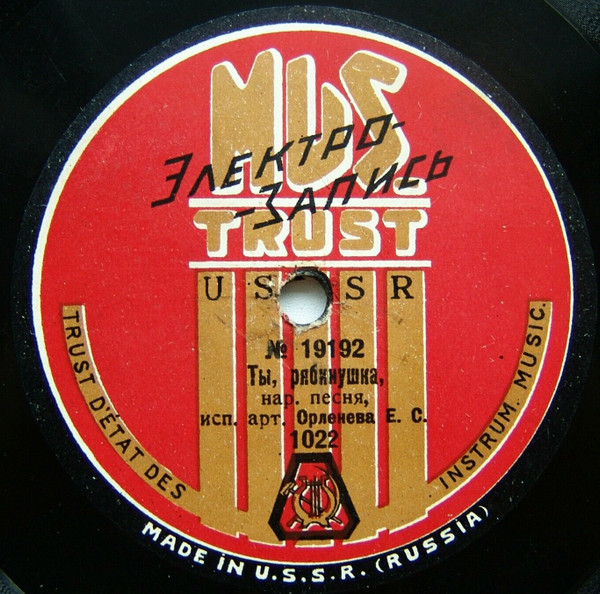 MUS.
ЭЛЕКТРО-
-ЗАПИСЬ
TRUST
USSR
№ 19192
Ты, рябинушка,
нар. песня,
исп. арт. Орленева Е. С.
1022
TRUST D'ÉTAT DES
INSTRUM. MUSIC.
MADE IN U.S.S.R. (RUSSIA)